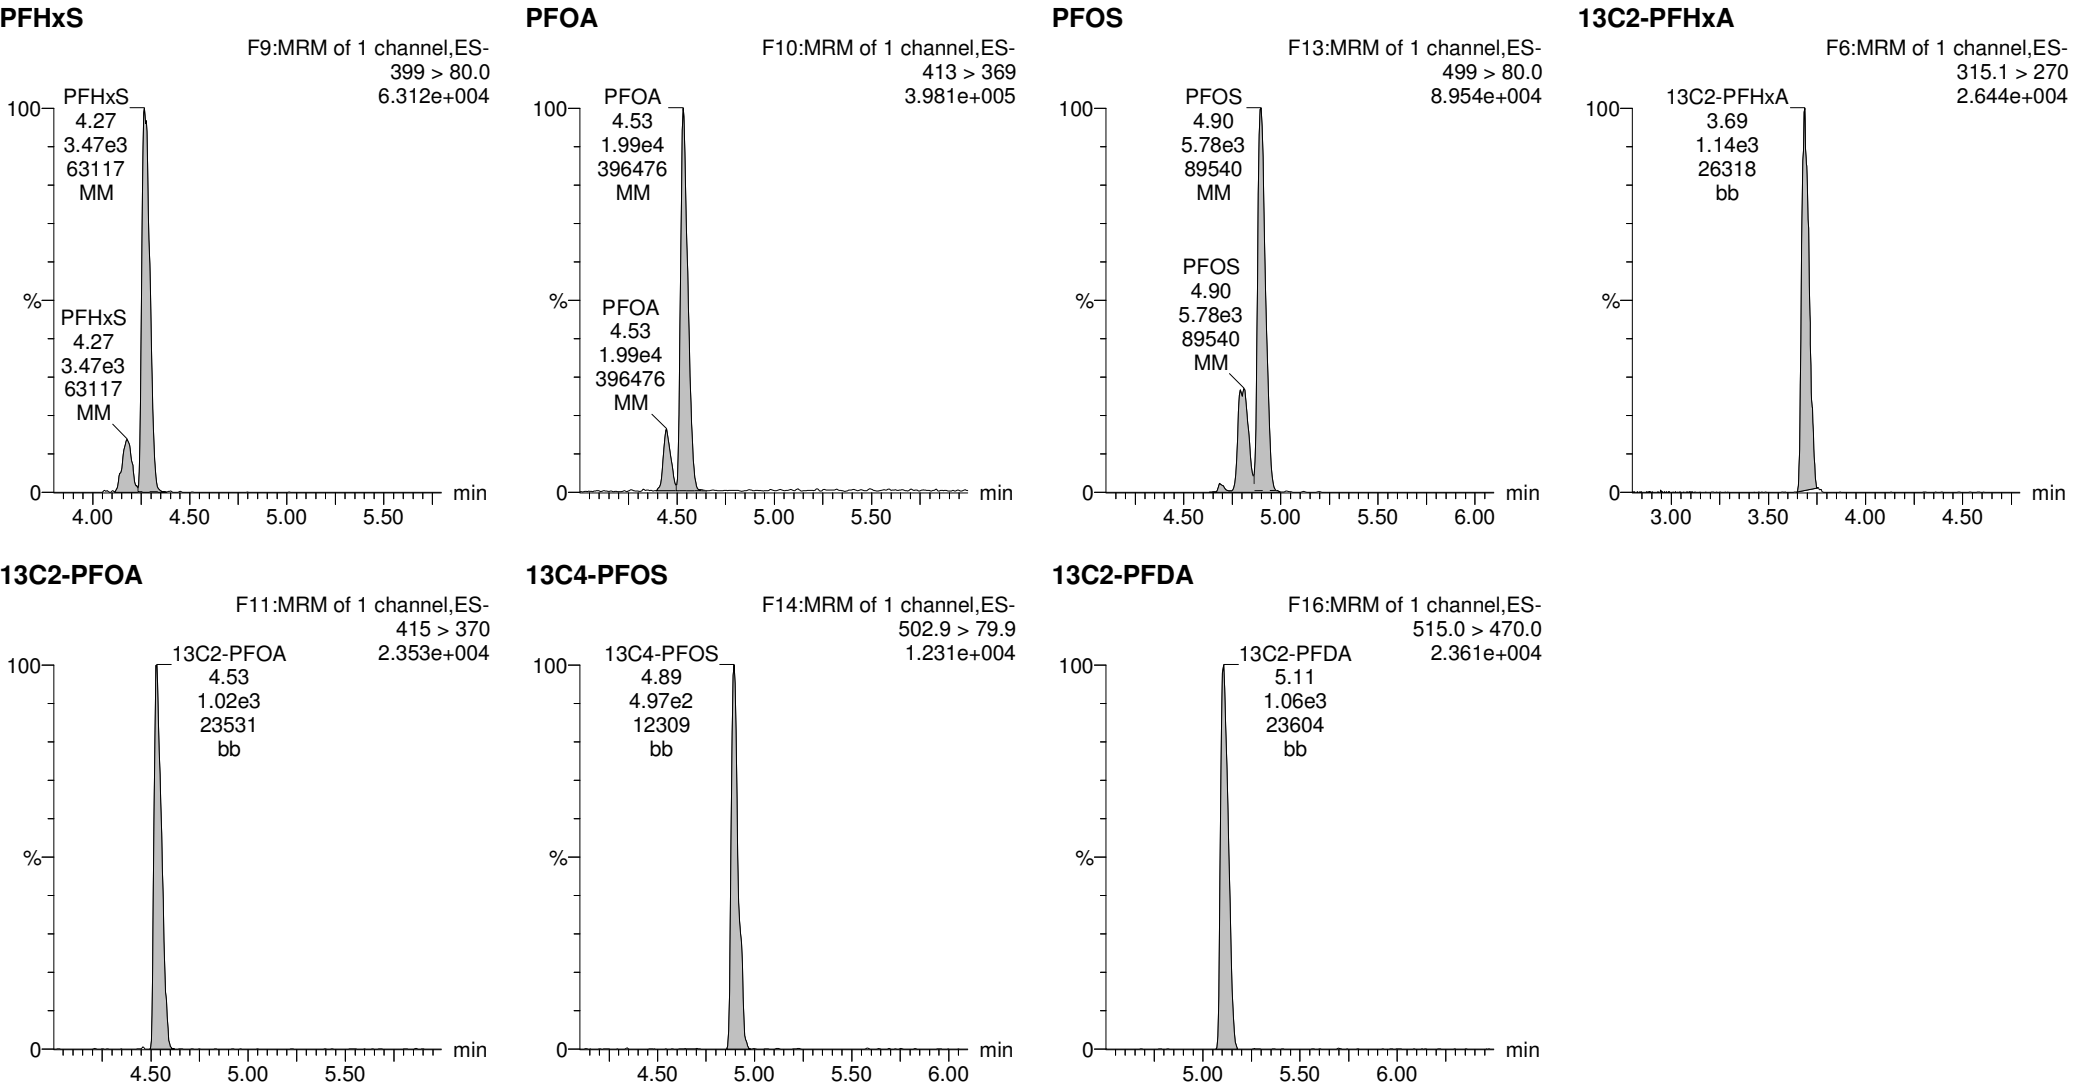 PFHxS
F9:MRM of 1 channel,ES-
399 > 80.0
6.312e+004
100
PFHxS
4.27
3.47e3
63117
MM
%
PFHxS
4.27
3.47e3
63117
MM
0
min
4.00 4.50 5.00 5.50
PFOA
F10:MRM of 1 channel,ES-
413 > 369
3.981e+005
100
PFOA
4.53
1.99e4
396476
MM
%
PFOA
4.53
1.99e4
396476
MM
0
min
4.50 5.00 5.50
PFOS
F13:MRM of 1 channel,ES-
499 > 80.0
8.954e+004
100
PFOS
4.90
5.78e3
89540
MM
%
PFOS
4.90
5.78e3
89540
MM
0
min
4.50 5.00 5.50 6.00
13C2-PFHxA
F6:MRM of 1 channel,ES-
315.1 > 270
2.644e+004
100
13C2-PFHxA
3.69
1.14e3
26318
bb
%
0
min
3.00 3.50 4.00 4.50
13C2-PFOA
F11:MRM of 1 channel,ES-
415 > 370
2.353e+004
100
13C2-PFOA
4.53
1.02e3
23531
bb
%
0
min
4.50 5.00 5.50
13C4-PFOS
F14:MRM of 1 channel,ES-
502.9 > 79.9
1.231e+004
100
13C4-PFOS
4.89
4.97e2
12309
bb
%
0
min
4.50 5.00 5.50 6.00
13C2-PFDA
F16:MRM of 1 channel,ES-
515.0 > 470.0
2.361e+004
100
13C2-PFDA
5.11
1.06e3
23604
bb
%
0
min
5.00 5.50 6.00